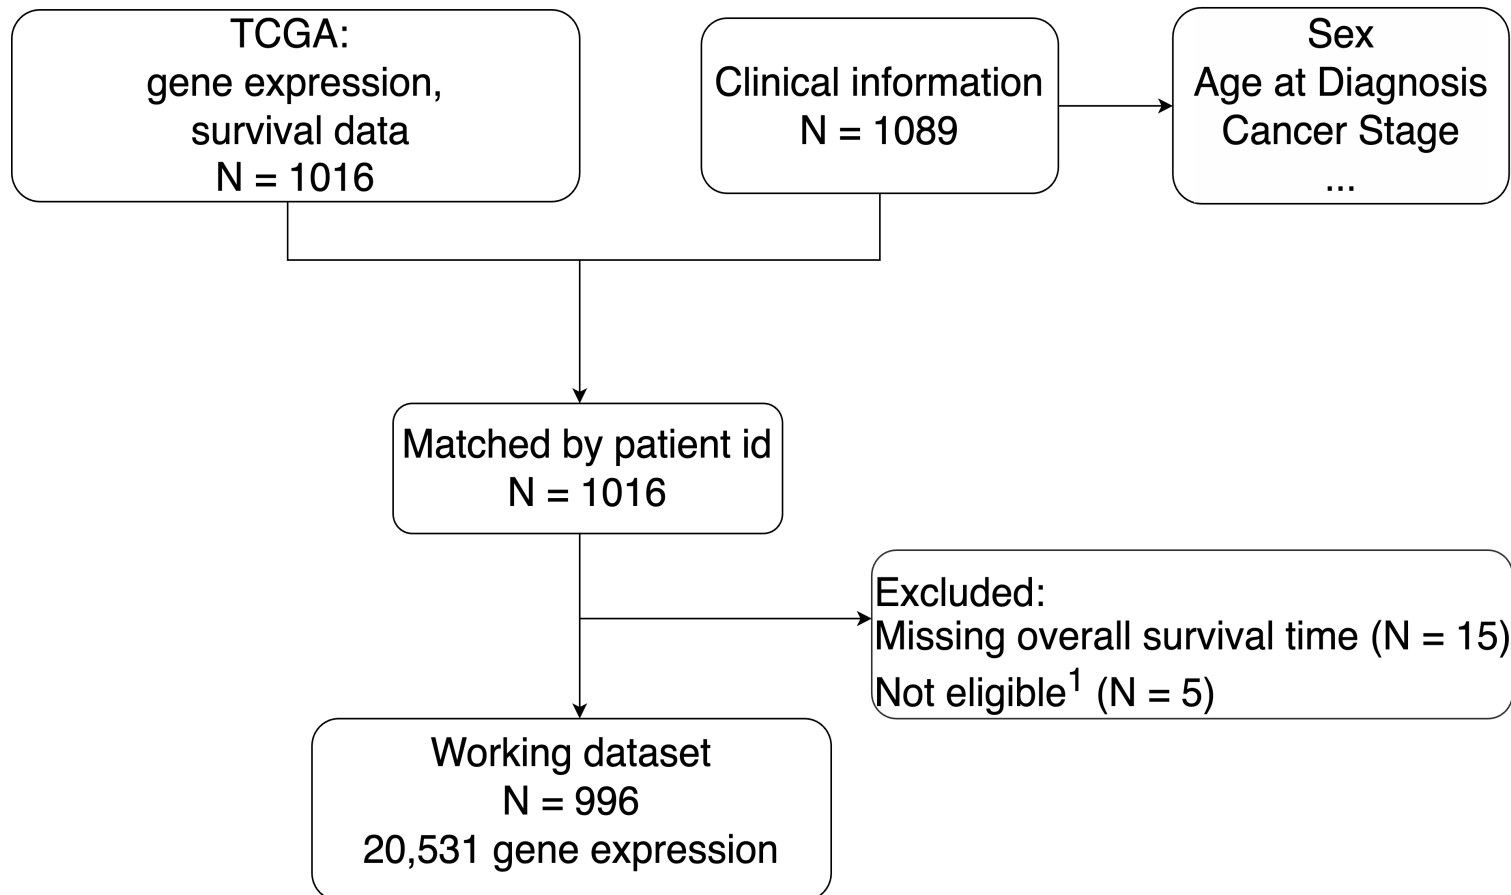 TCGA:
gene expression,
survival data
N = 1016
Clinical information
N = 1089
Sex
Age at Diagnosis
Cancer Stage
...
Matched by patient id
N = 1016
Excluded:
Missing overall survival time (N = 15)
Not eligible¹ (N = 5)
Working dataset
N = 996
20,531 gene expression